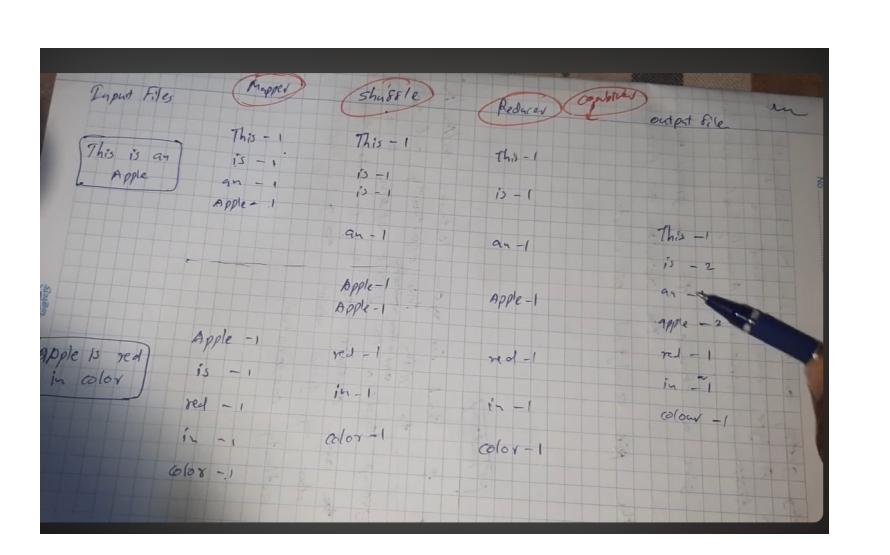 Input Files
Mapper
Shuffle
Reducer
Combiner
output file
This is an
Apple
This - 1
is - 1
an - 1
Apple - 1
Apple is red
in color
Apple - 1
is - 1
red - 1
in - 1
color - 1
This - 1
is - 1
is - 1
an - 1
Apple - 1
Apple - 1
red - 1
in - 1
color - 1
This - 1
is - 1
an - 1
Apple - 1
red - 1
in - 1
color - 1
This - 1
is - 2
an -
apple - 2
red - 1
in - 1
colour - 1